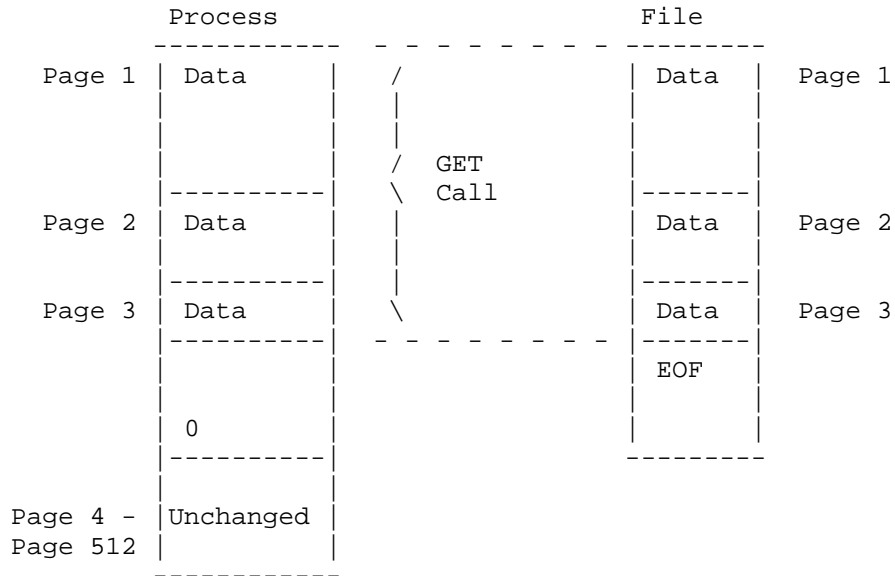 Process File
Page 1 Data Data Page 1
GET
Call
Page 2 Data Data Page 2
Page 3 Data Data Page 3
EOF
0
Page 4 - Unchanged
Page 512